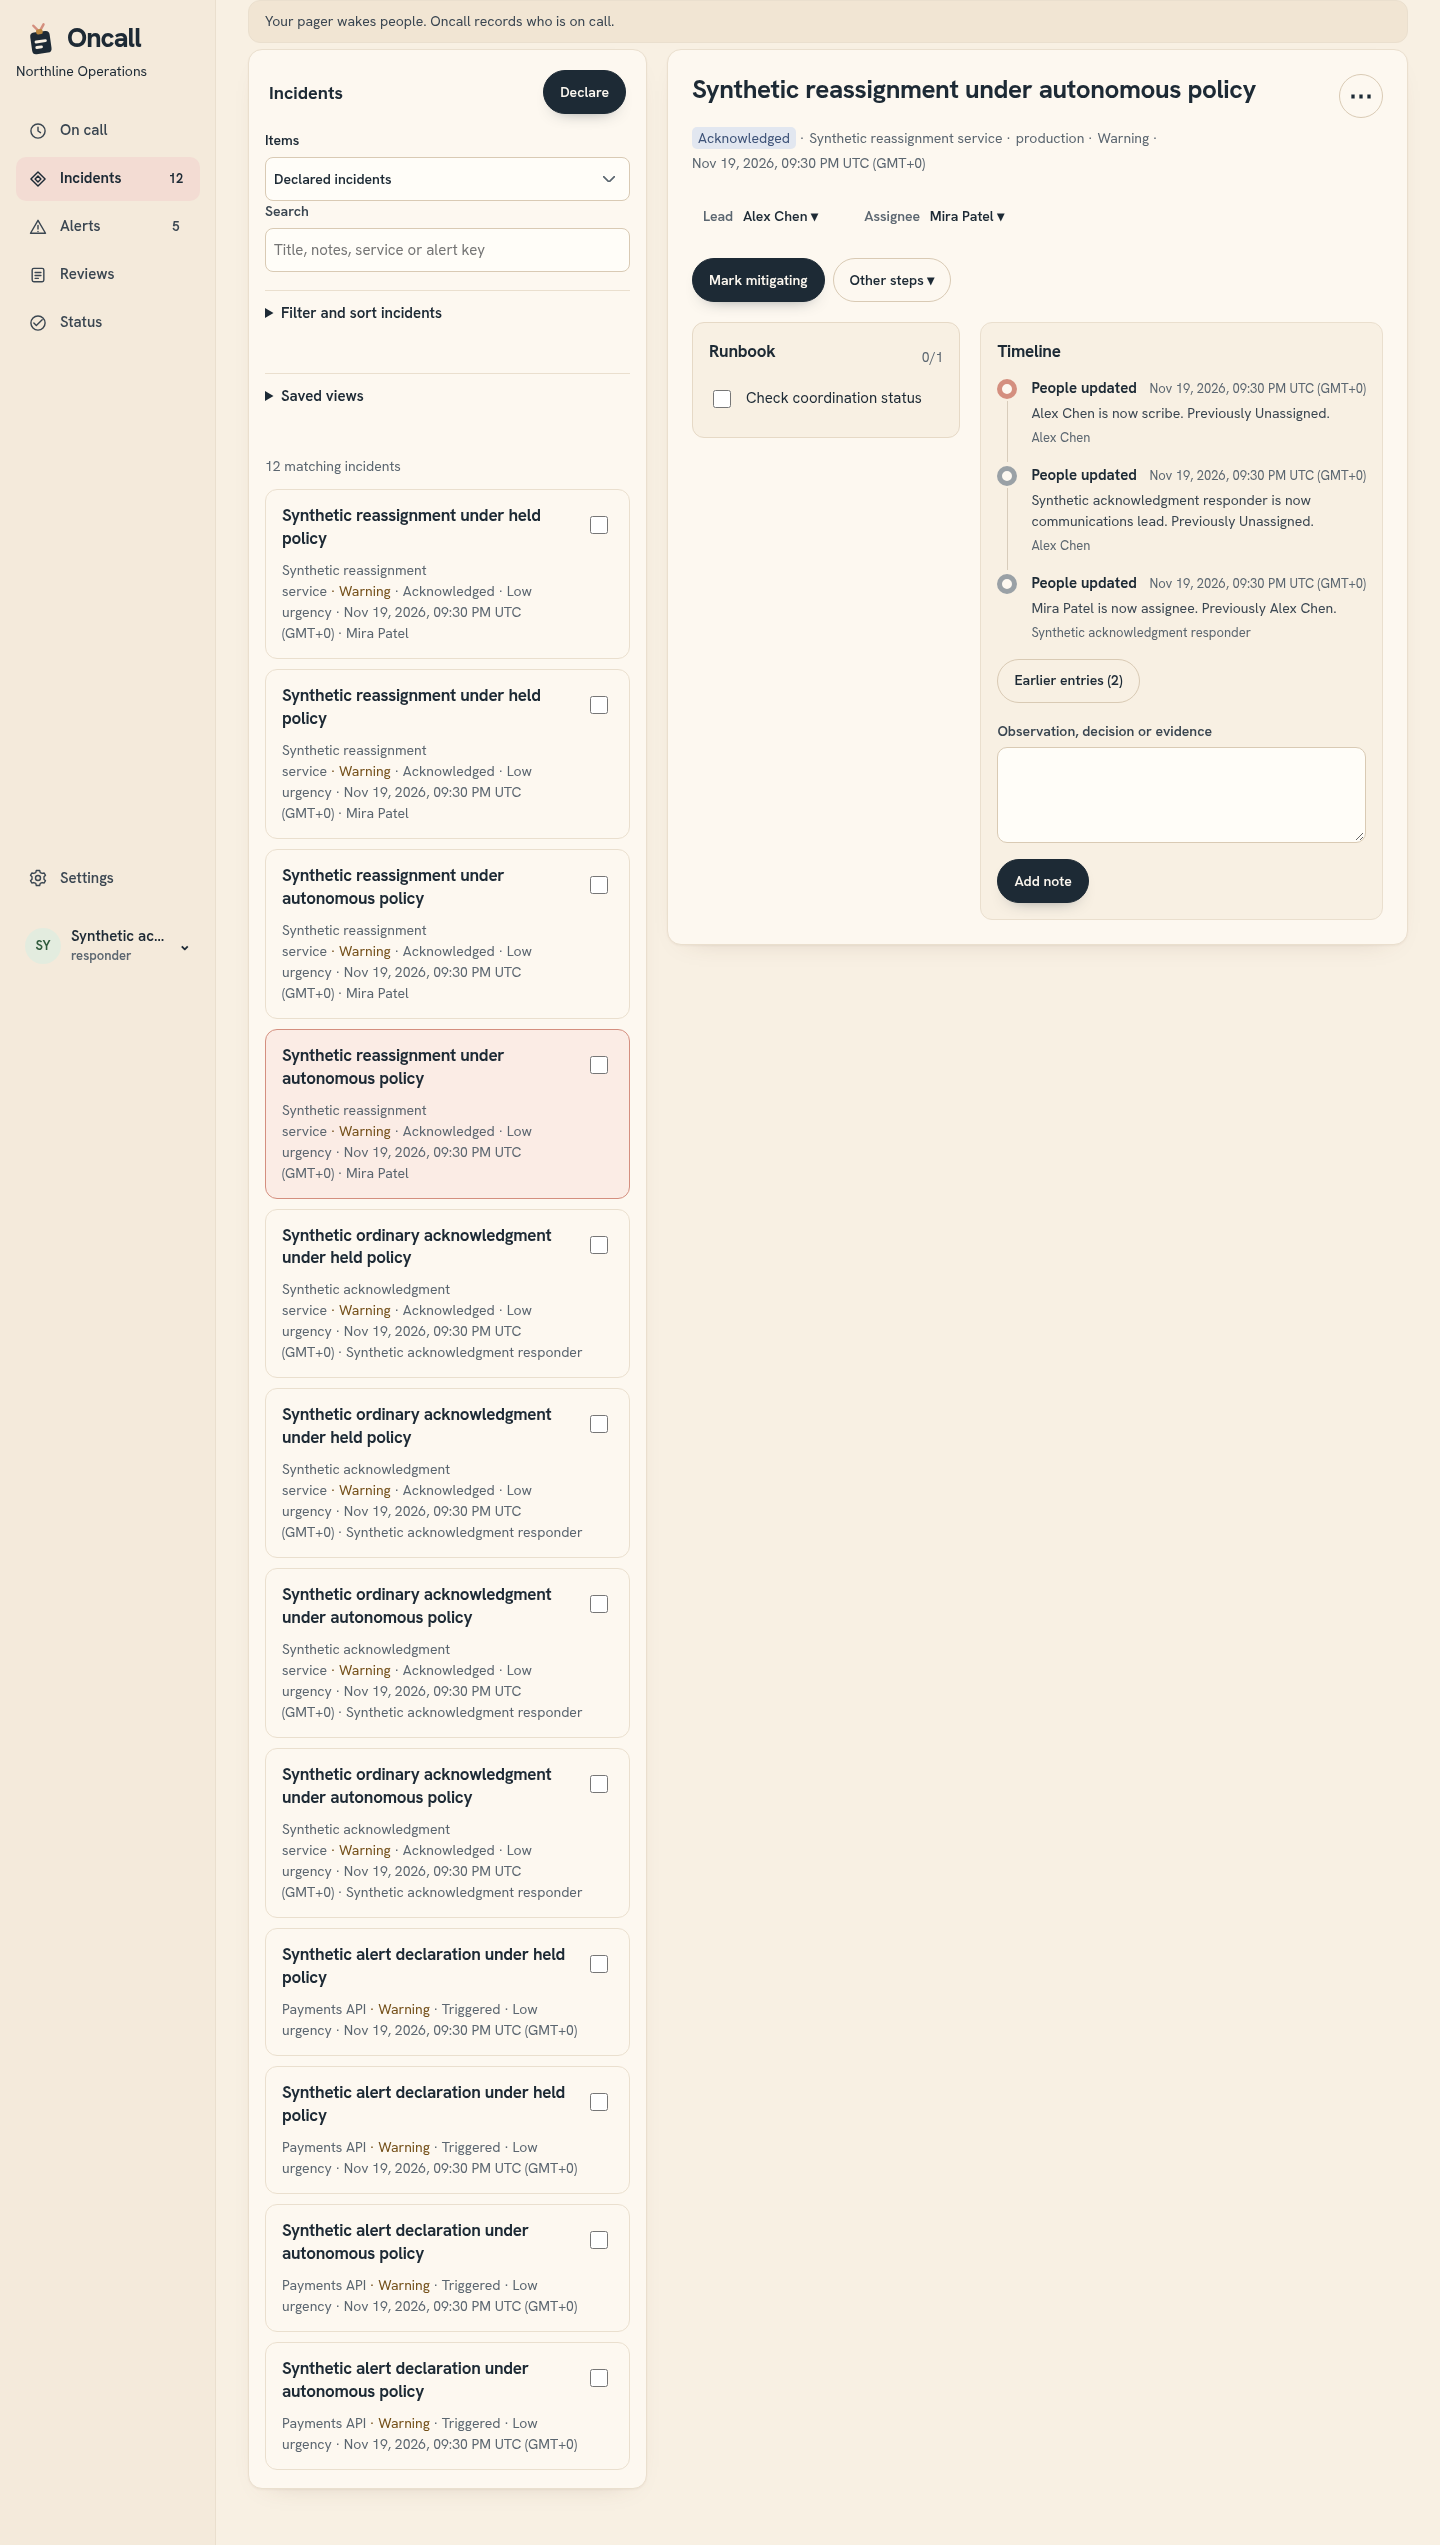 Oncall
Northline Operations
On call
Incidents 12
Alerts 5
Reviews
Status
Settings
SY
Synthetic ac...
responder
Your pager wakes people. Oncall records who is on call.
Incidents
Declare
Items
Declared incidents
Search
Title, notes, service or alert key
Filter and sort incidents
Saved views
12 matching incidents
Synthetic reassignment under held
policy
Synthetic reassignment
service · Warning · Acknowledged · Low
urgency · Nov 19, 2026, 09:30 PM UTC
(GMT+0) · Mira Patel
Synthetic reassignment under held
policy
Synthetic reassignment
service · Warning · Acknowledged · Low
urgency · Nov 19, 2026, 09:30 PM UTC
(GMT+0) · Mira Patel
Synthetic reassignment under
autonomous policy
Synthetic reassignment
service · Warning · Acknowledged · Low
urgency · Nov 19, 2026, 09:30 PM UTC
(GMT+0) · Mira Patel
Synthetic reassignment under
autonomous policy
Synthetic reassignment
service · Warning · Acknowledged · Low
urgency · Nov 19, 2026, 09:30 PM UTC
(GMT+0) · Mira Patel
Synthetic ordinary acknowledgment
under held policy
Synthetic acknowledgment
service · Warning · Acknowledged · Low
urgency · Nov 19, 2026, 09:30 PM UTC
(GMT+0) · Synthetic acknowledgment responder
Synthetic ordinary acknowledgment
under held policy
Synthetic acknowledgment
service · Warning · Acknowledged · Low
urgency · Nov 19, 2026, 09:30 PM UTC
(GMT+0) · Synthetic acknowledgment responder
Synthetic ordinary acknowledgment
under autonomous policy
Synthetic acknowledgment
service · Warning · Acknowledged · Low
urgency · Nov 19, 2026, 09:30 PM UTC
(GMT+0) · Synthetic acknowledgment responder
Synthetic ordinary acknowledgment
under autonomous policy
Synthetic acknowledgment
service · Warning · Acknowledged · Low
urgency · Nov 19, 2026, 09:30 PM UTC
(GMT+0) · Synthetic acknowledgment responder
Synthetic alert declaration under held
policy
Payments API · Warning · Triggered · Low
urgency · Nov 19, 2026, 09:30 PM UTC (GMT+0)
Synthetic alert declaration under held
policy
Payments API · Warning · Triggered · Low
urgency · Nov 19, 2026, 09:30 PM UTC (GMT+0)
Synthetic alert declaration under
autonomous policy
Payments API · Warning · Triggered · Low
urgency · Nov 19, 2026, 09:30 PM UTC (GMT+0)
Synthetic alert declaration under
autonomous policy
Payments API · Warning · Triggered · Low
urgency · Nov 19, 2026, 09:30 PM UTC (GMT+0)
Synthetic reassignment under autonomous policy
Acknowledged · Synthetic reassignment service · production · Warning ·
Nov 19, 2026, 09:30 PM UTC (GMT+0)
Lead Alex Chen ▾ Assignee Mira Patel ▾
Mark mitigating
Other steps ▾
Runbook 0/1
Check coordination status
Timeline
People updated Nov 19, 2026, 09:30 PM UTC (GMT+0)
Alex Chen is now scribe. Previously Unassigned.
Alex Chen
People updated Nov 19, 2026, 09:30 PM UTC (GMT+0)
Synthetic acknowledgment responder is now
communications lead. Previously Unassigned.
Alex Chen
People updated Nov 19, 2026, 09:30 PM UTC (GMT+0)
Mira Patel is now assignee. Previously Alex Chen.
Synthetic acknowledgment responder
Earlier entries (2)
Observation, decision or evidence
Add note